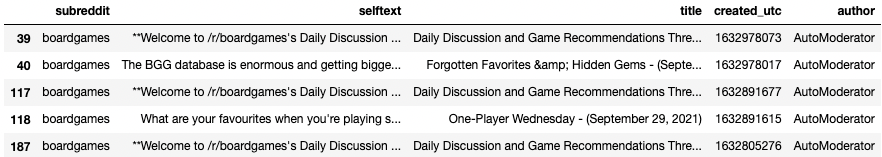 subreddit selftext title created_utc author
39 boardgames **Welcome to /r/boardgames's Daily Discussion ... Daily Discussion and Game Recommendations Thre... 1632978073 AutoModerator
40 boardgames The BGG database is enormous and getting bigge... Forgotten Favorites &amp; Hidden Gems - (Septe... 1632978017 AutoModerator
117 boardgames **Welcome to /r/boardgames's Daily Discussion ... Daily Discussion and Game Recommendations Thre... 1632891677 AutoModerator
118 boardgames What are your favourites when you're playing s... One-Player Wednesday - (September 29, 2021) 1632891615 AutoModerator
187 boardgames **Welcome to /r/boardgames's Daily Discussion ... Daily Discussion and Game Recommendations Thre... 1632805276 AutoModerator